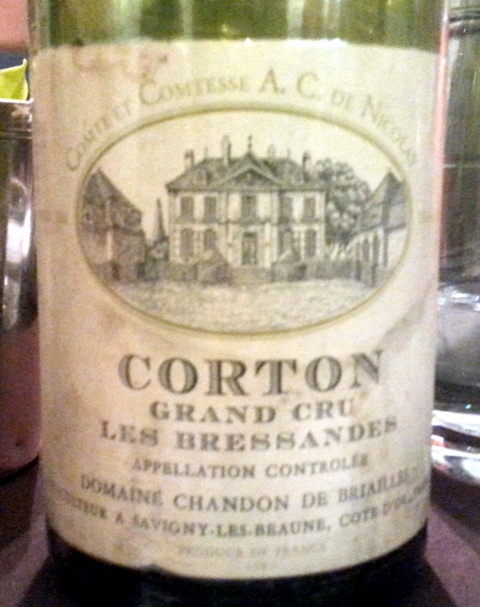 COMTE ET COMTESSE A. C. DE NICOLAY
CORTON
GRAND CRU
LES BRESSANDES
APPELLATION CONTROLÉE
DOMAINE CHANDON DE BRIAILLES
A SAVIGNY-LES-BEAUNE, COTE-D'OR
PRODUCE OF FRANCE